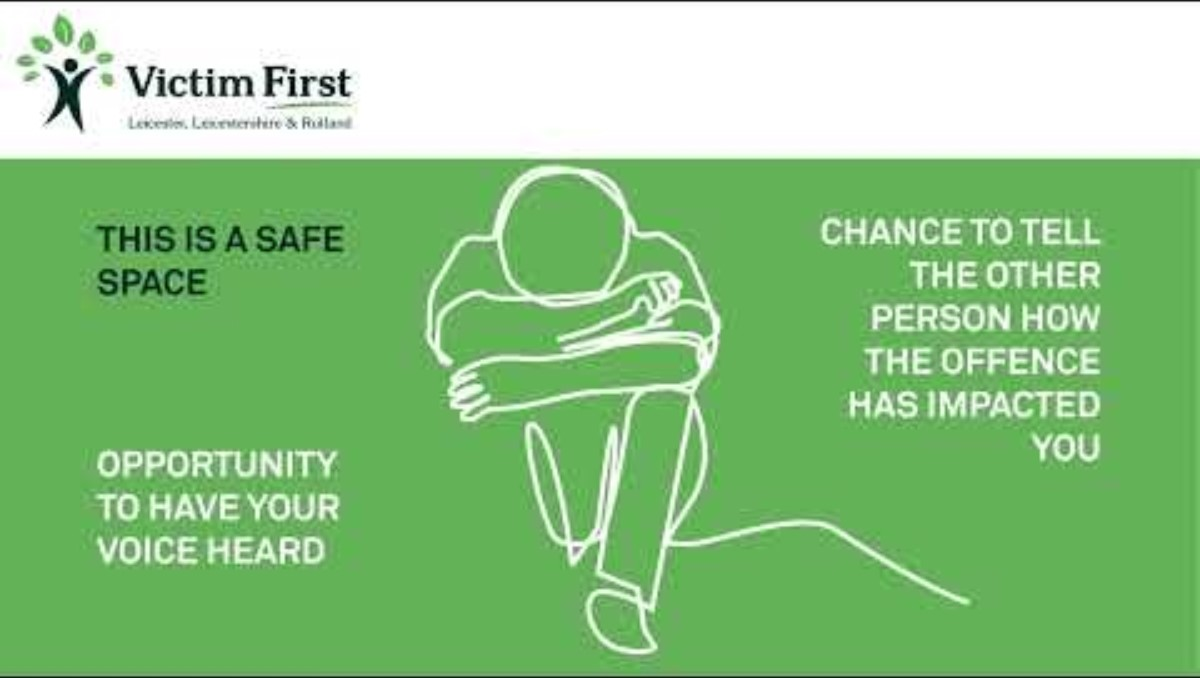 Victim First
Leicester, Leicestershire & Rutland
THIS IS A SAFE
SPACE
OPPORTUNITY
TO HAVE YOUR
VOICE HEARD
CHANCE TO TELL
THE OTHER
PERSON HOW
THE OFFENCE
HAS IMPACTED
YOU